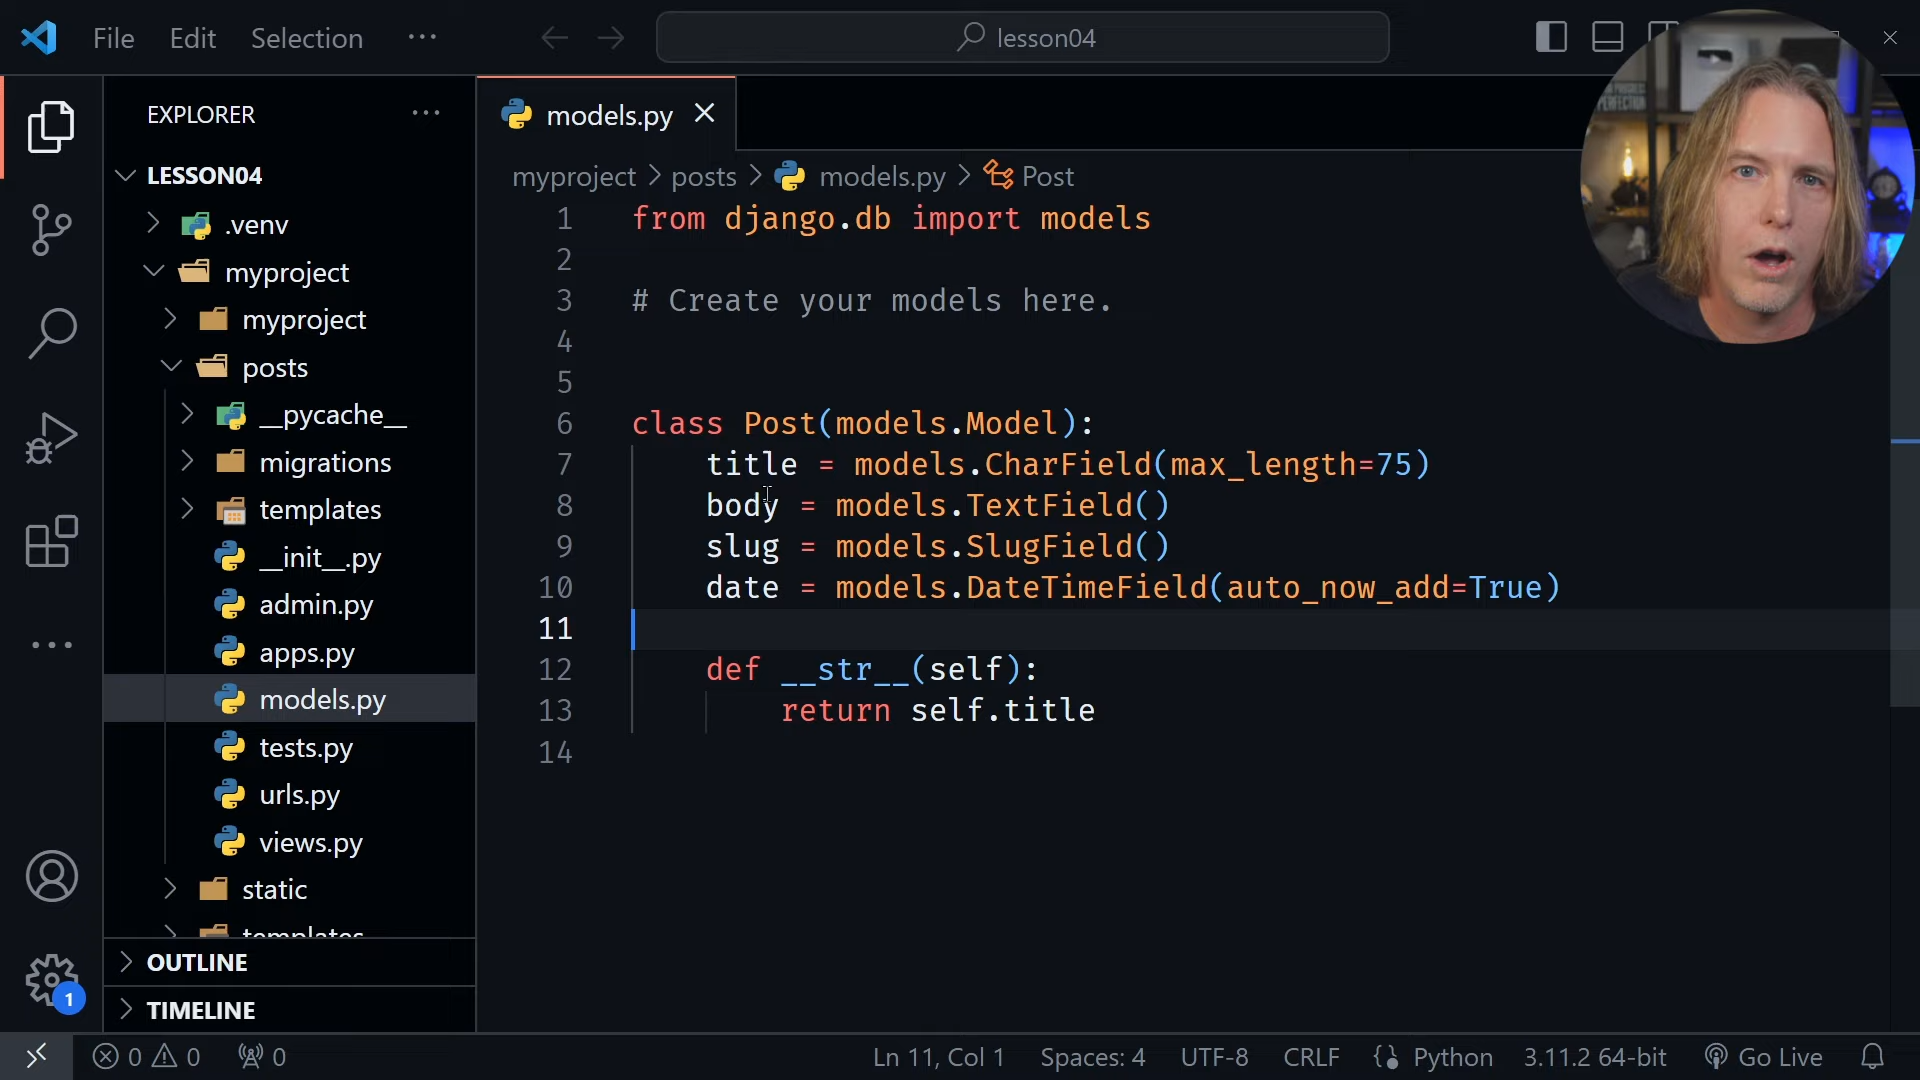 File Edit Selection ···
lesson04
EXPLORER ···
LESSON04
.venv
myproject
myproject
posts
__pycache__
migrations
templates
__init__.py
admin.py
apps.py
models.py
tests.py
urls.py
views.py
static
templates
OUTLINE
TIMELINE
models.py
myproject > posts > models.py > Post
1 from django.db import models
2
3 # Create your models here.
4
5
6 class Post(models.Model):
7 title = models.CharField(max_length=75)
8 body = models.TextField()
9 slug = models.SlugField()
10 date = models.DateTimeField(auto_now_add=True)
11
12 def __str__(self):
13 return self.title
14
1
0 0 0 Ln 11, Col 1 Spaces: 4 UTF-8 CRLF Python 3.11.2 64-bit Go Live